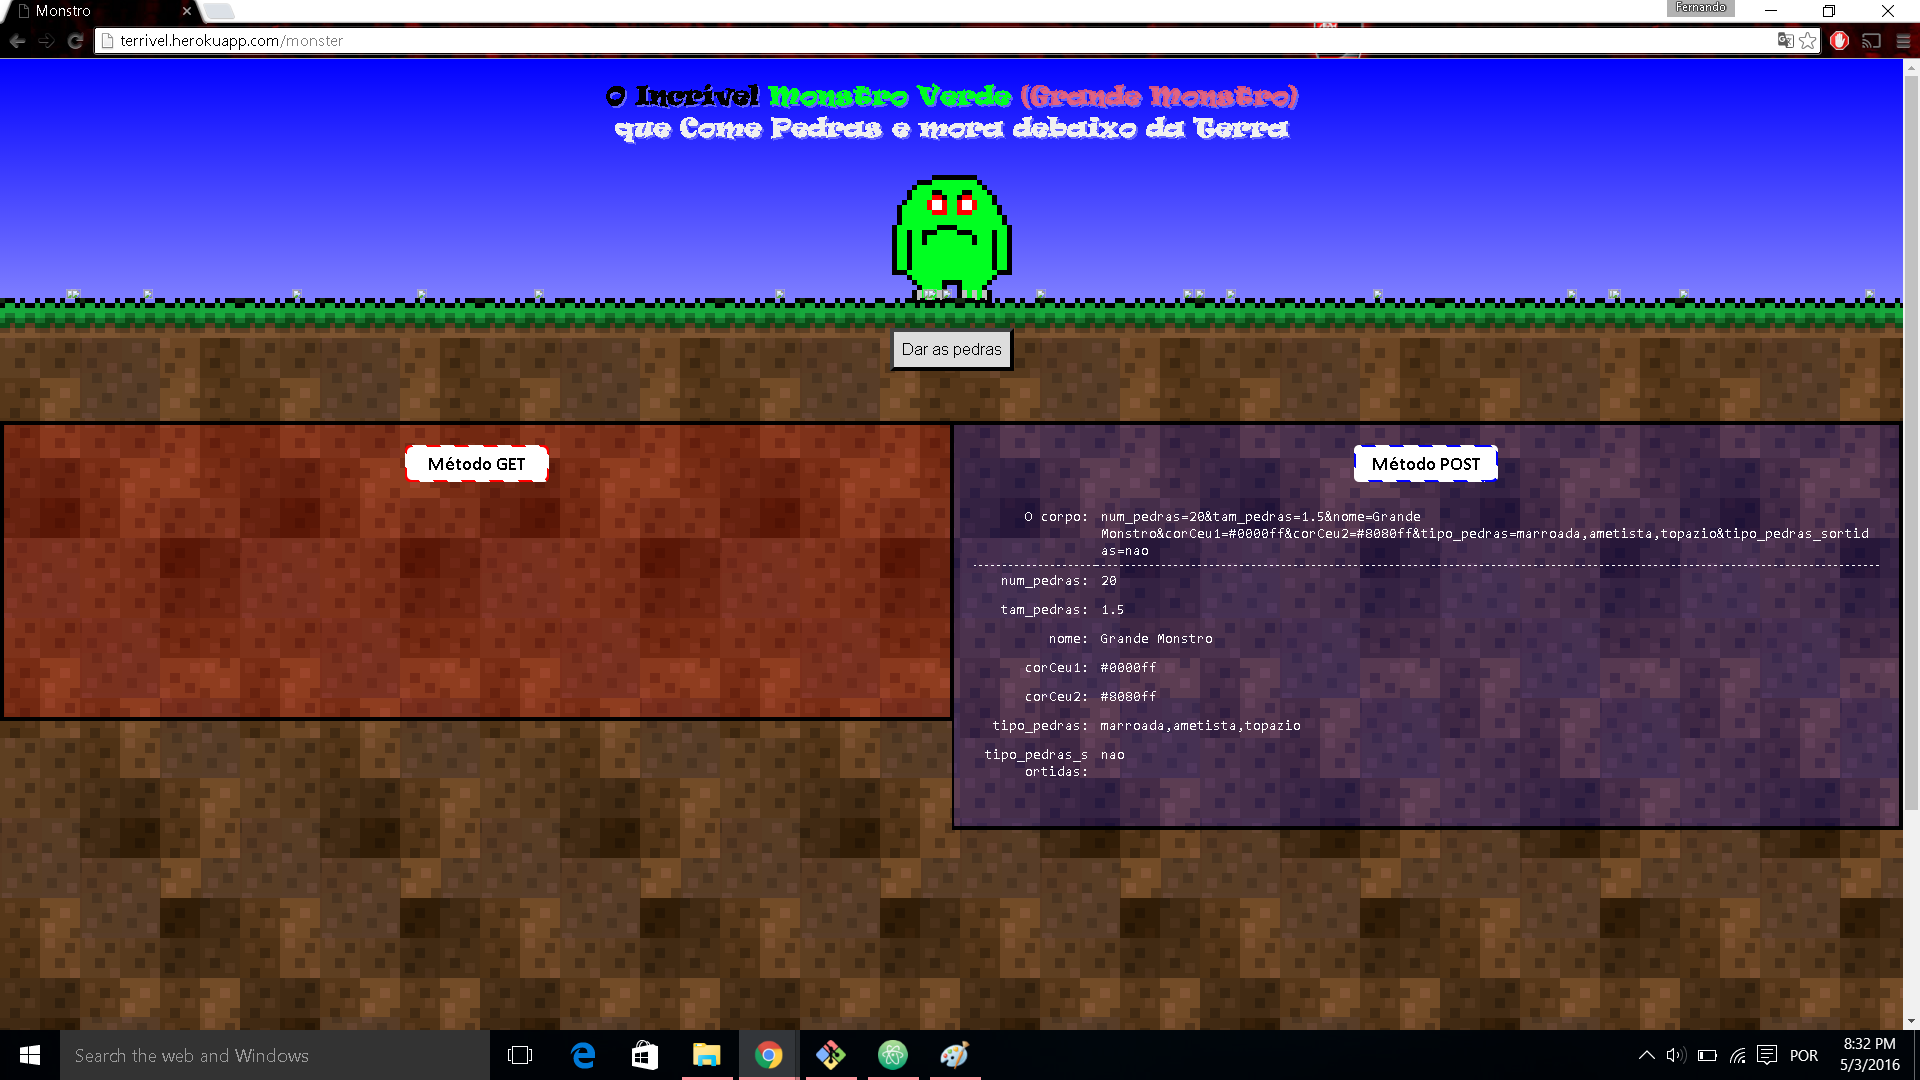 Monstro
Fernando
terrivel.herokuapp.com/monster
O Incrível Monstro Verde (Grande Monstro)
que Come Pedras e mora debaixo da Terra
Dar as pedras
Método GET
Método POST
O corpo: num_pedras=20&tam_pedras=1.5&nome=Grande
Monstro&corCeu1=#0000ff&corCeu2=#8080ff&tipo_pedras=marroada,ametista,topazio&tipo_pedras_sortid
as=nao
num_pedras: 20
tam_pedras: 1.5
nome: Grande Monstro
corCeu1: #0000ff
corCeu2: #8080ff
tipo_pedras: marroada,ametista,topazio
tipo_pedras_s nao
ortidas:
Search the web and Windows
POR
8:32 PM
5/3/2016